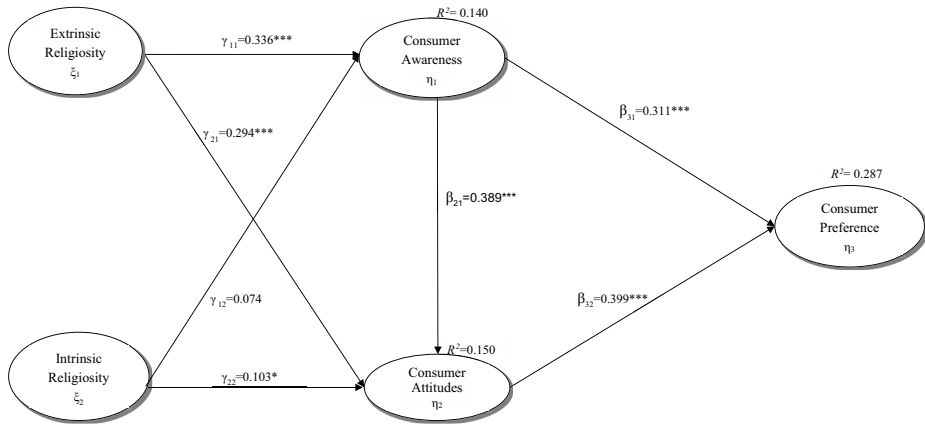 R²= 0.140
Extrinsic
Religiosity
ξ₁
γ₁₁=0.336***
Consumer
Awareness
η₁
γ₂₁=0.294***
β₃₁=0.311***
R²= 0.287
β₂₁=0.389***
Consumer
Preference
η₃
γ₁₂=0.074
β₃₂=0.399***
R²=0.150
Intrinsic
Religiosity
ξ₂
γ₂₂=0.103*
Consumer
Attitudes
η₂